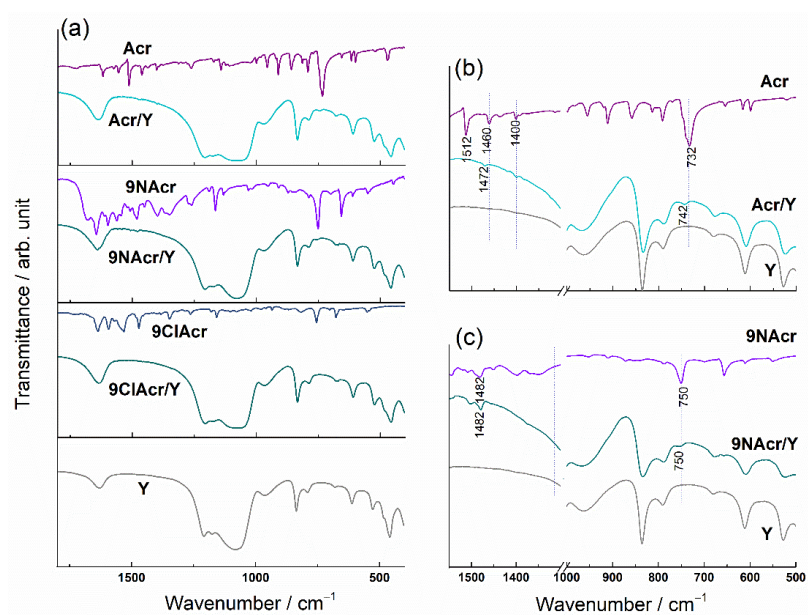 (a)
Acr
Acr/Y
9NAcr
9NAcr/Y
9ClAcr
9ClAcr/Y
Y
Transmittance / arb. unit
1500 1000 500
Wavenumber / cm⁻¹
(b)
Acr
1512
1460
1400
732
1472
742
Acr/Y
Y
(c)
9NAcr
1482
750
1482
750
9NAcr/Y
Y
1500 1400 1000 900 800 700 600 500
Wavenumber / cm⁻¹